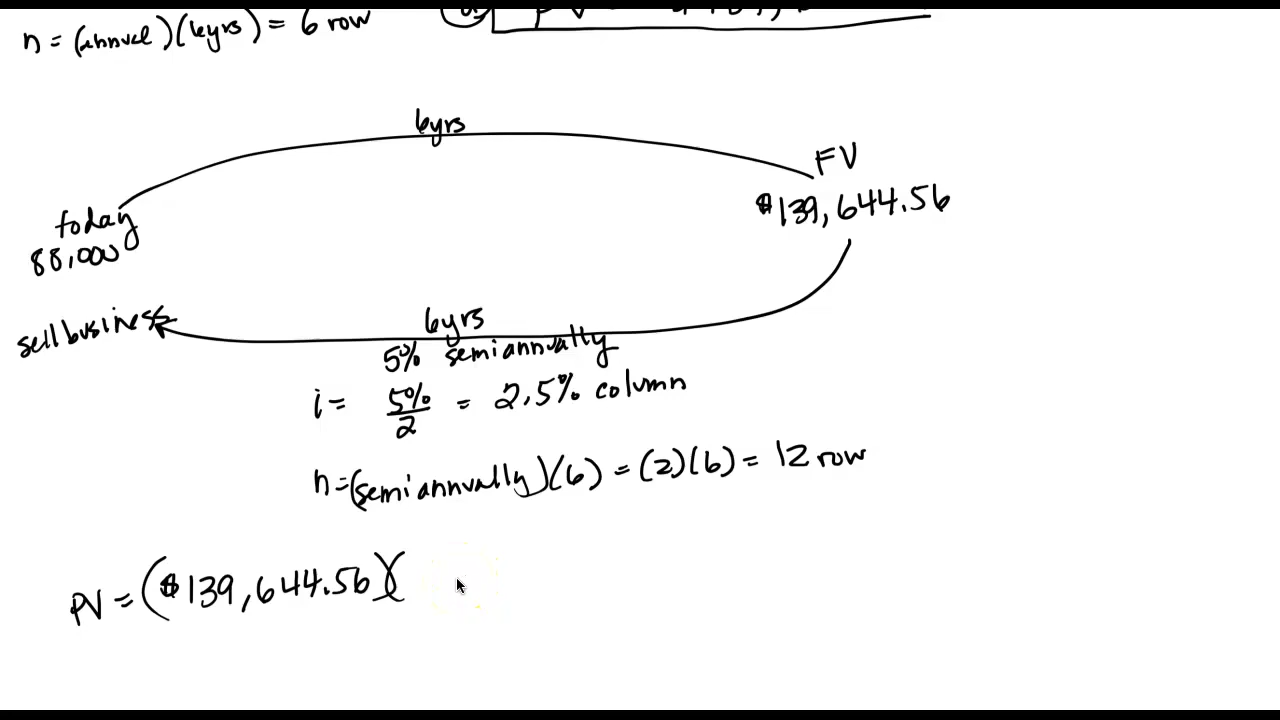 n = (annual)(6yrs) = 6 row
6yrs
FV
$139,644.56
today
88,000
sell business
6yrs
5% semiannually
i = 5%/2 = 2.5% column
n=(semiannually)(6) = (2)(6) = 12 row
PV = ($139,644.56)(